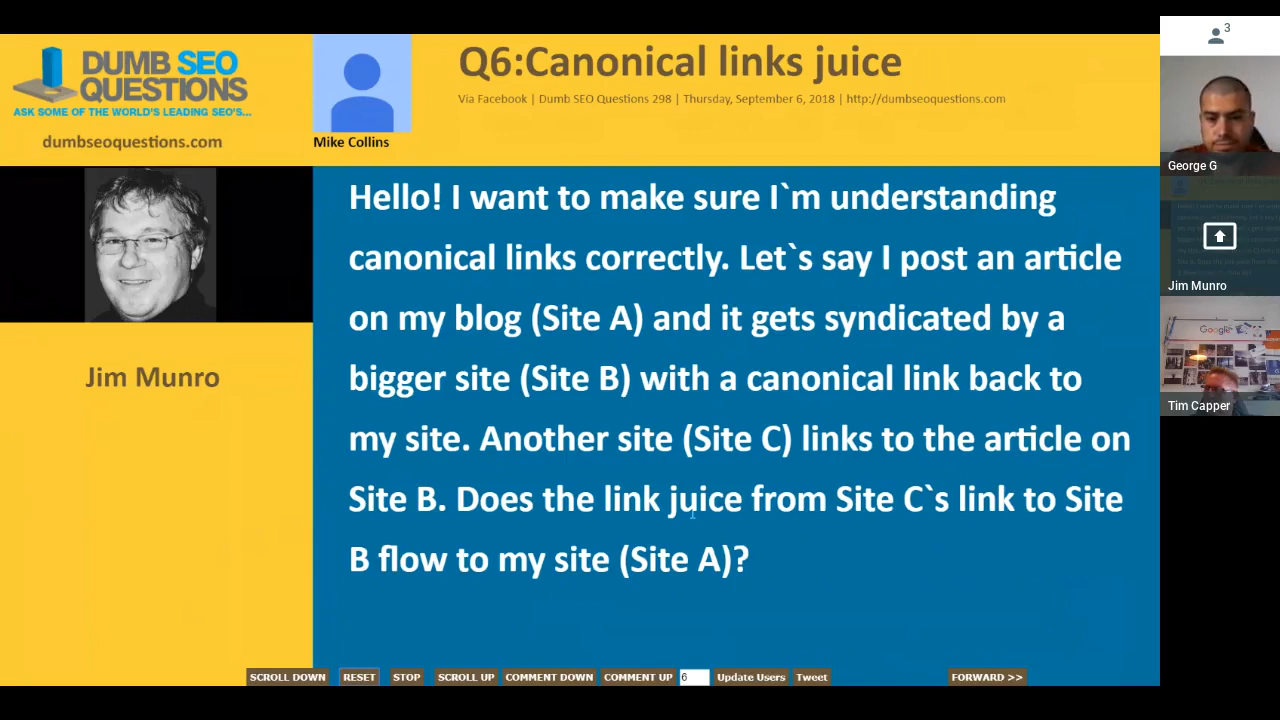 DUMB SEO
QUESTIONS
ASK SOME OF THE WORLD'S LEADING SEO'S...
dumbseoquestions.com
Mike Collins
Q6:Canonical links juice
Via Facebook | Dumb SEO Questions 298 | Thursday, September 6, 2018 | http://dumbseoquestions.com
Jim Munro
Hello! I want to make sure I`m understanding
canonical links correctly. Let`s say I post an article
on my blog (Site A) and it gets syndicated by a
bigger site (Site B) with a canonical link back to
my site. Another site (Site C) links to the article on
Site B. Does the link juice from Site C`s link to Site
B flow to my site (Site A)?
SCROLL DOWN RESET STOP SCROLL UP COMMENT DOWN COMMENT UP 6 Update Users Tweet FORWARD >>
3
George G
Jim Munro
Google
Tim Capper